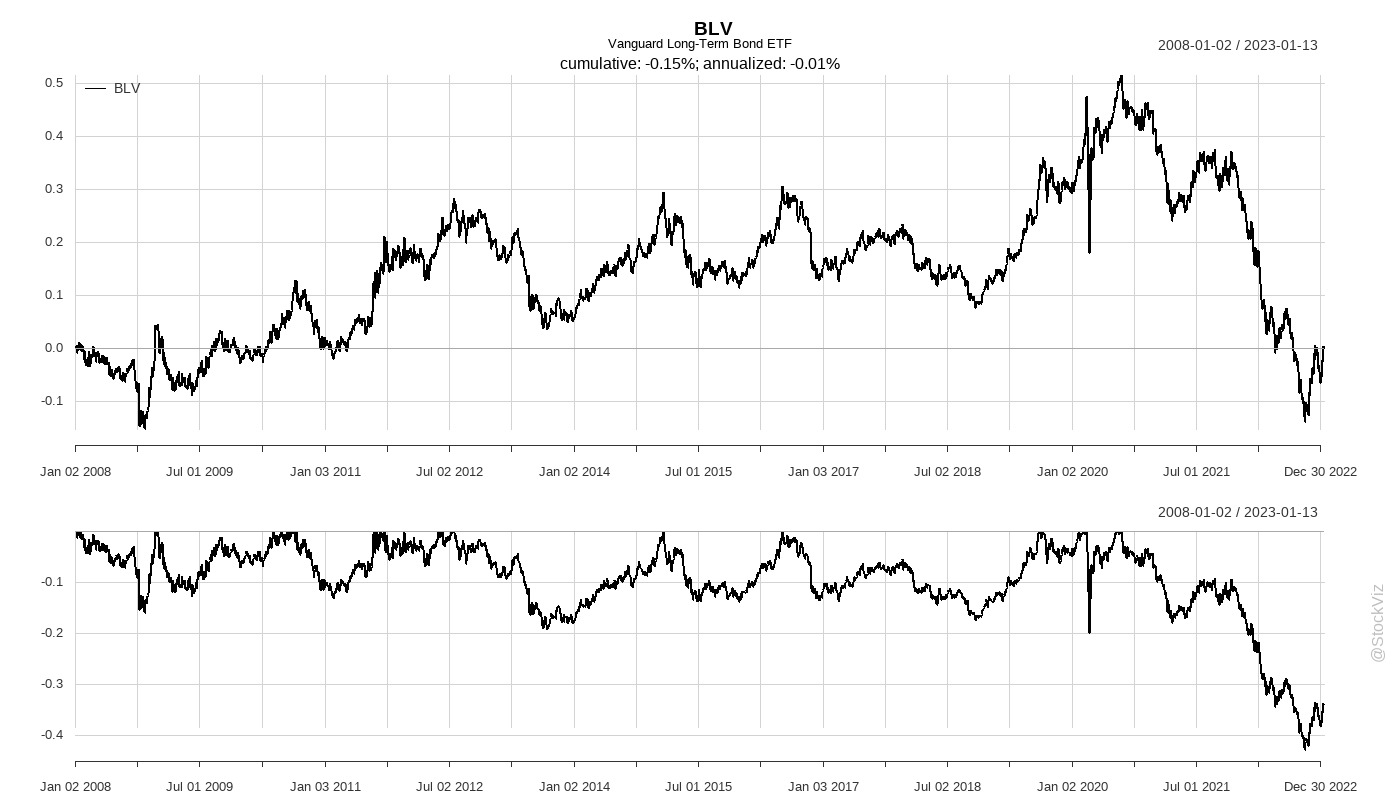 BLV
Vanguard Long-Term Bond ETF
2008-01-02 / 2023-01-13
cumulative: -0.15%; annualized: -0.01%
BLV
0.5
0.4
0.3
0.2
0.1
0.0
-0.1
Jan 02 2008 Jul 01 2009 Jan 03 2011 Jul 02 2012 Jan 02 2014 Jul 01 2015 Jan 03 2017 Jul 02 2018 Jan 02 2020 Jul 01 2021 Dec 30 2022
2008-01-02 / 2023-01-13
-0.1
-0.2
-0.3
-0.4
Jan 02 2008 Jul 01 2009 Jan 03 2011 Jul 02 2012 Jan 02 2014 Jul 01 2015 Jan 03 2017 Jul 02 2018 Jan 02 2020 Jul 01 2021 Dec 30 2022
@StockViz